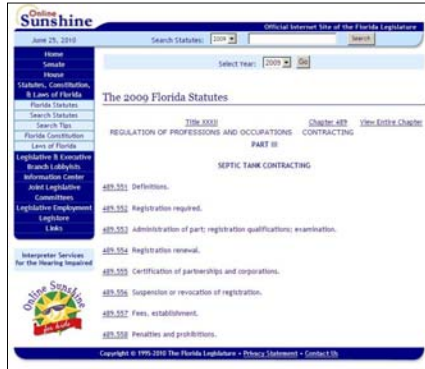 Online
Sunshine
Official Internet Site of the Florida Legislature
June 25, 2010
Search Statutes: 2009
Search
Select Year: 2009 Go
Home
Senate
House
Statutes, Constitution,
& Laws of Florida
Florida Statutes
Search Statutes
Search Tips
Florida Constitution
Laws of Florida
Legislative & Executive
Branch Lobbyists
Information Center
Joint Legislative
Committees
Legislative Employment
Legistore
Links
Interpreter Services
for the Hearing Impaired
Online Sunshine
for kids
The 2009 Florida Statutes
Title XXXII Chapter 489 View Entire Chapter
REGULATION OF PROFESSIONS AND OCCUPATIONS CONTRACTING
PART III
SEPTIC TANK CONTRACTING
489.551 Definitions.
489.552 Registration required.
489.553 Administration of part; registration qualifications; examination.
489.554 Registration renewal.
489.555 Certification of partnerships and corporations.
489.556 Suspension or revocation of registration.
489.557 Fees, establishment.
489.558 Penalties and prohibitions.
Copyright © 1995-2010 The Florida Legislature • Privacy Statement • Contact Us